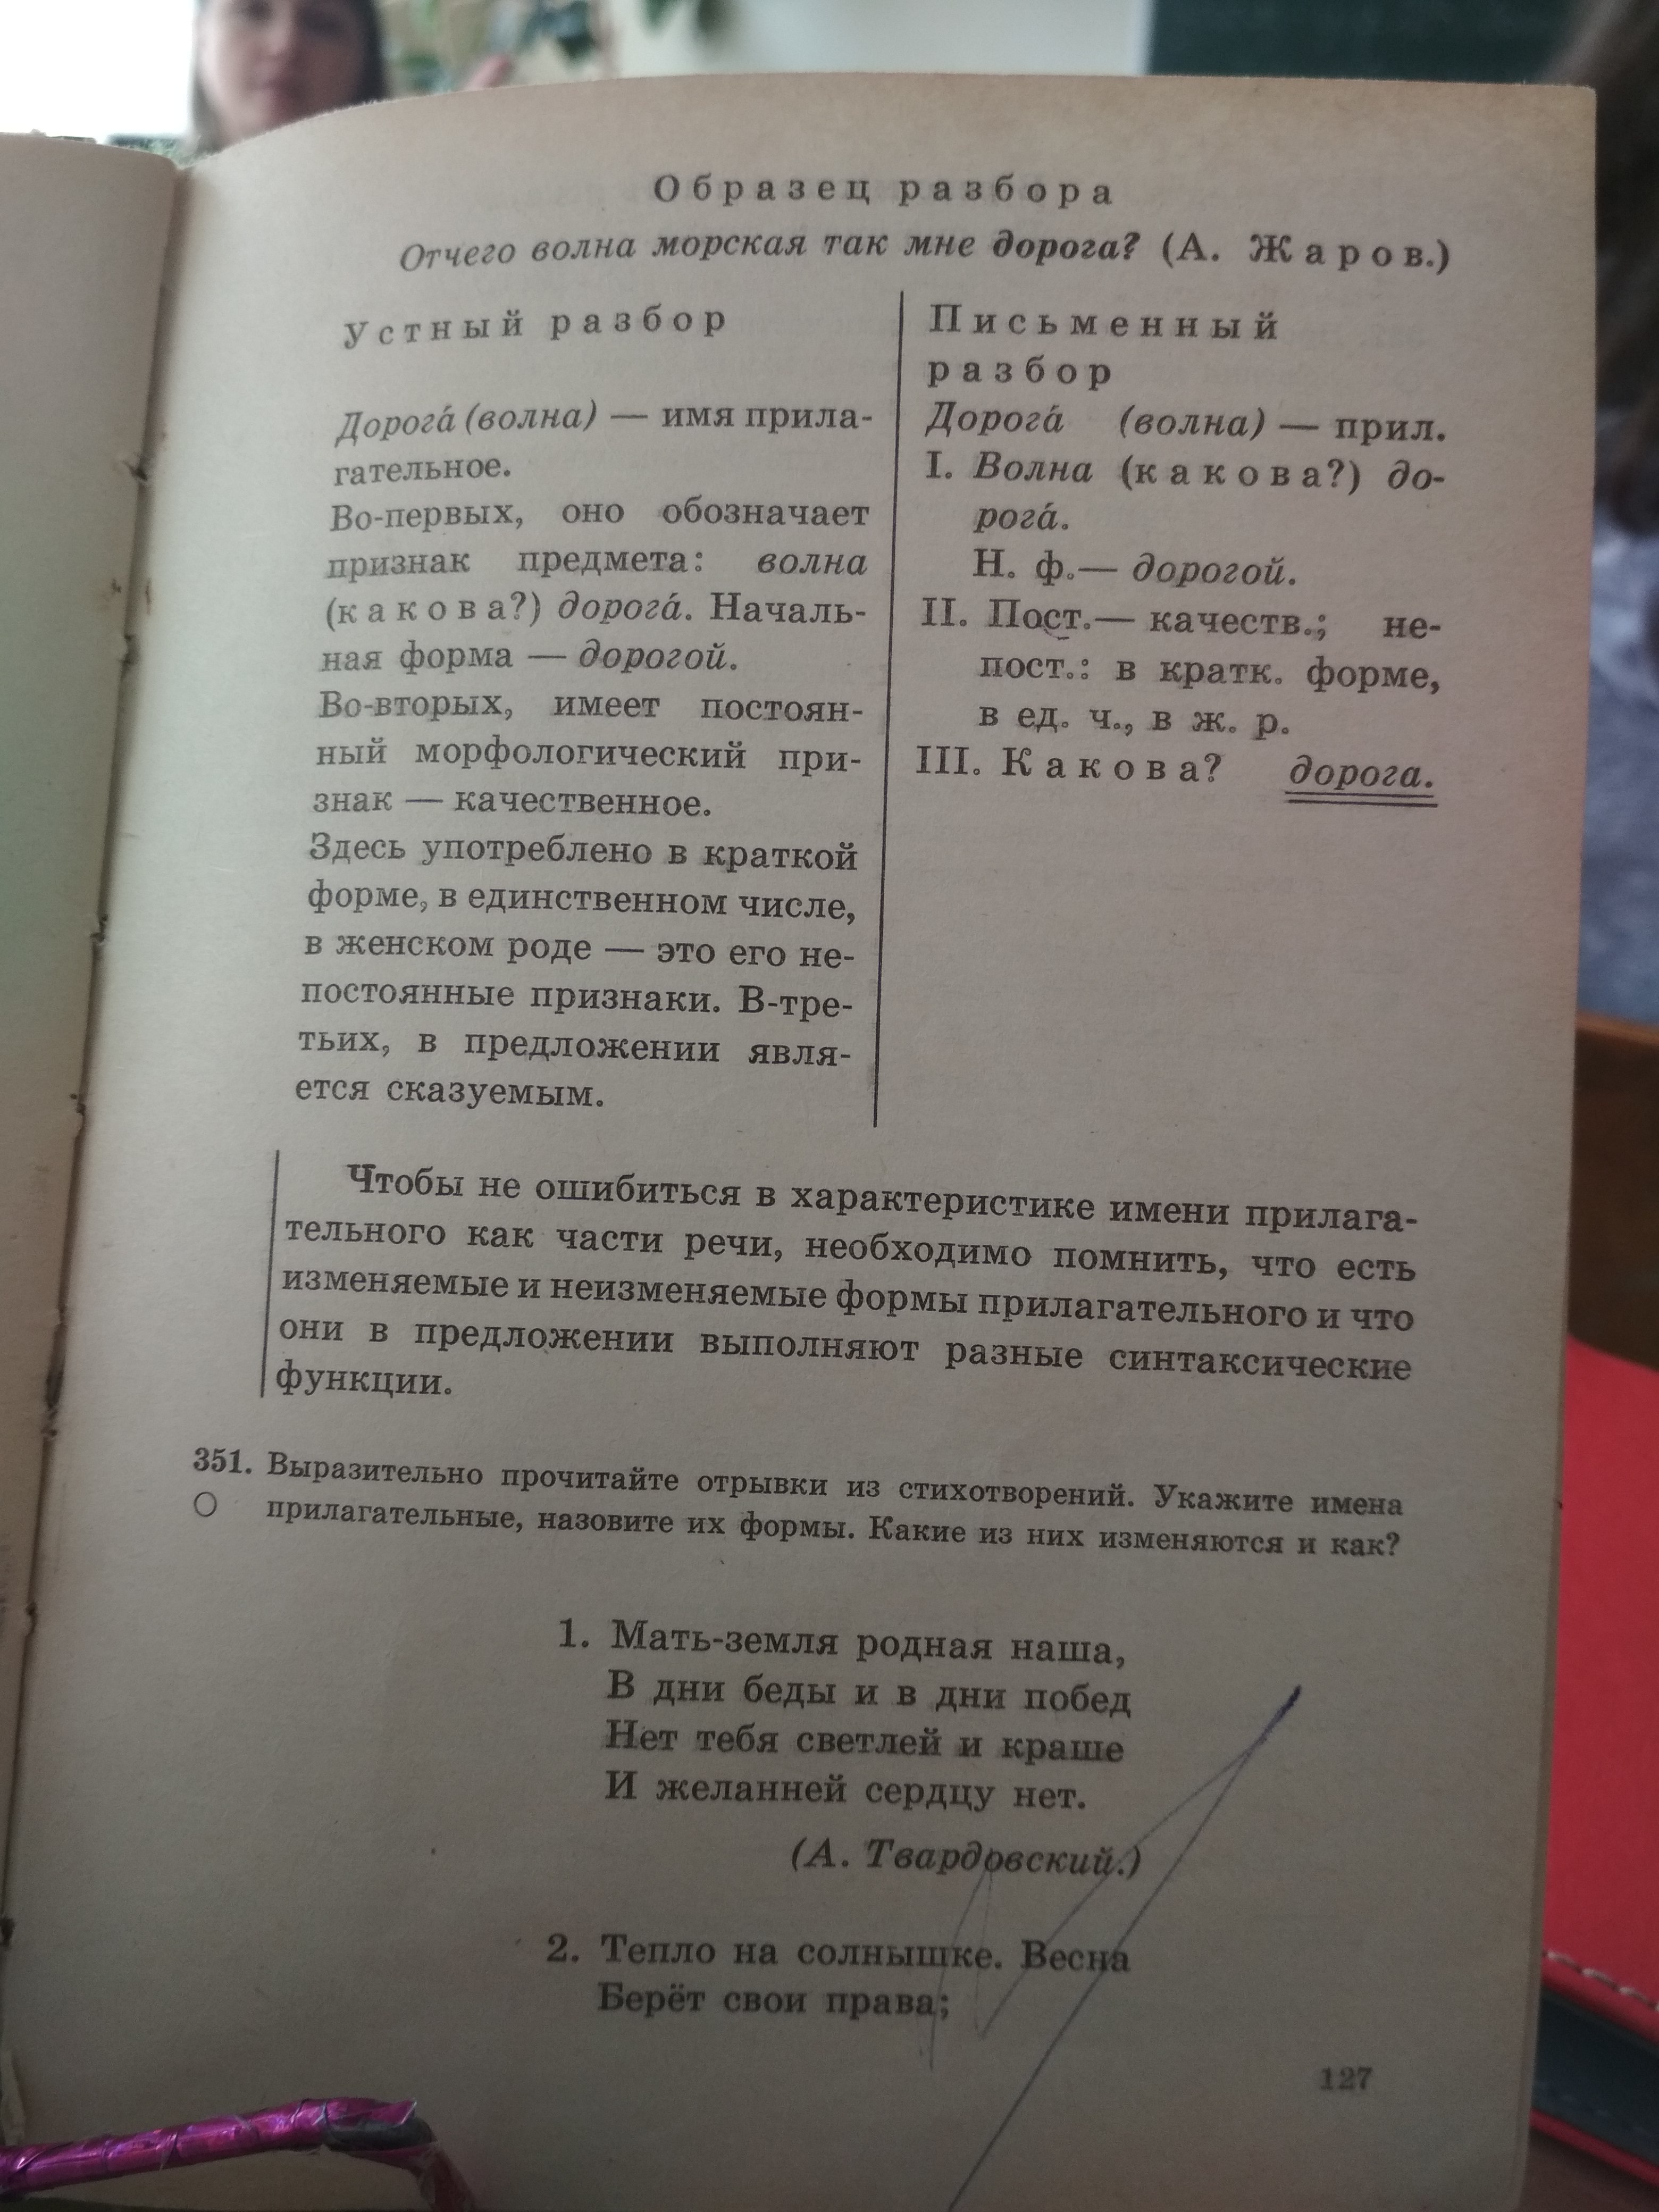 Образец разбора
Отчего волна морская так мне дорога? (А. Жаров.)
Устный разбор
Дорога́ (волна) — имя прила-
гательное.
Во-первых, оно обозначает
признак предмета: волна
(какова?) дорога́. Началь-
ная форма — дорогой.
Во-вторых, имеет постоян-
ный морфологический при-
знак — качественное.
Здесь употреблено в краткой
форме, в единственном числе,
в женском роде — это его не-
постоянные признаки. В-тре-
тьих, в предложении явля-
ется сказуемым.
Письменный
разбор
Дорога́ (волна) — прил.
I. Волна (какова?) до-
рога́.
Н. ф.— дорогой.
II. Пост.— качеств.; не-
пост.: в кратк. форме,
в ед. ч., в ж. р.
III. Какова? дорога.
Чтобы не ошибиться в характеристике имени прилага-
тельного как части речи, необходимо помнить, что есть
изменяемые и неизменяемые формы прилагательного и что
они в предложении выполняют разные синтаксические
функции.
351. Выразительно прочитайте отрывки из стихотворений. Укажите имена
прилагательные, назовите их формы. Какие из них изменяются и как?
1. Мать-земля родная наша,
В дни беды и в дни побед
Нет тебя светлей и краше
И желанней сердцу нет.
(А. Твардовский.)
2. Тепло на солнышке. Весна
Берёт свои права;
127